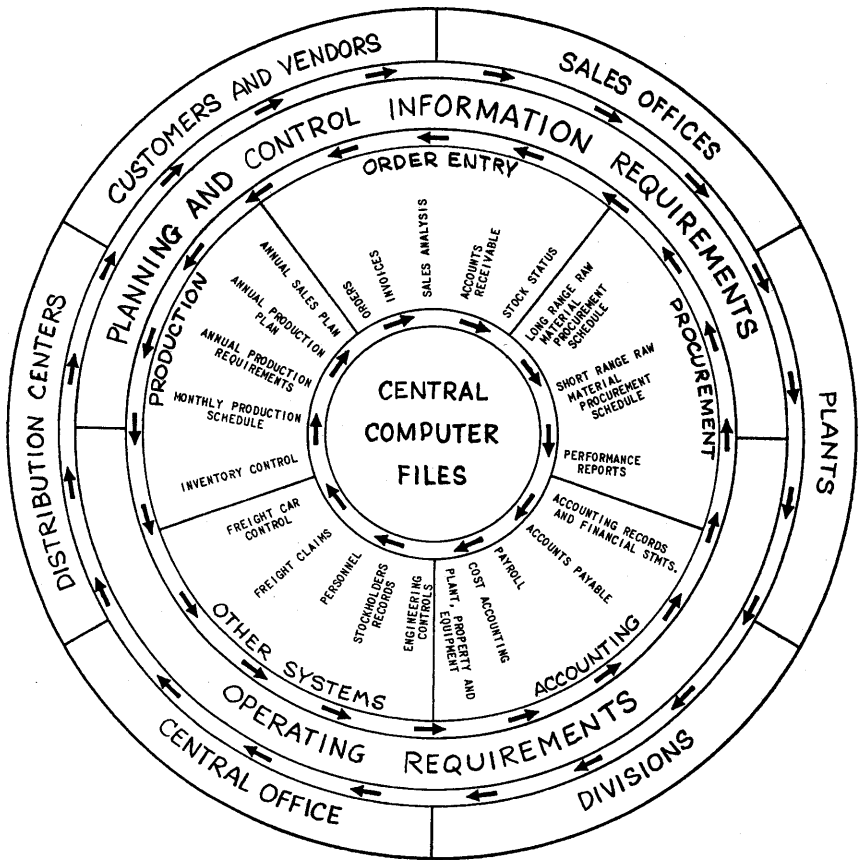 CUSTOMERS AND VENDORS
SALES OFFICES
PLANTS
DIVISIONS
CENTRAL OFFICE
DISTRIBUTION CENTERS
PLANNING AND CONTROL INFORMATION REQUIREMENTS
OPERATING REQUIREMENTS
ORDER ENTRY
ORDERS
INVOICES
SALES ANALYSIS
ACCOUNTS
RECEIVABLE
STOCK STATUS
PROCUREMENT
LONG RANGE RAW
MATERIAL
PROCUREMENT
SCHEDULE
SHORT RANGE RAW
MATERIAL
PROCUREMENT
SCHEDULE
PERFORMANCE
REPORTS
ACCOUNTING
ACCOUNTING RECORDS
AND FINANCIAL STMTS.
ACCOUNTS PAYABLE
PAYROLL
COST ACCOUNTING
PLANT, PROPERTY AND
EQUIPMENT
OTHER SYSTEMS
ENGINEERING
CONTROLS
STOCKHOLDERS
RECORDS
PERSONNEL
FREIGHT CLAIMS
FREIGHT CAR
CONTROL
PRODUCTION
INVENTORY CONTROL
MONTHLY PRODUCTION
SCHEDULE
ANNUAL PRODUCTION
REQUIREMENTS
ANNUAL PRODUCTION
PLAN
ANNUAL SALES PLAN
CENTRAL
COMPUTER
FILES